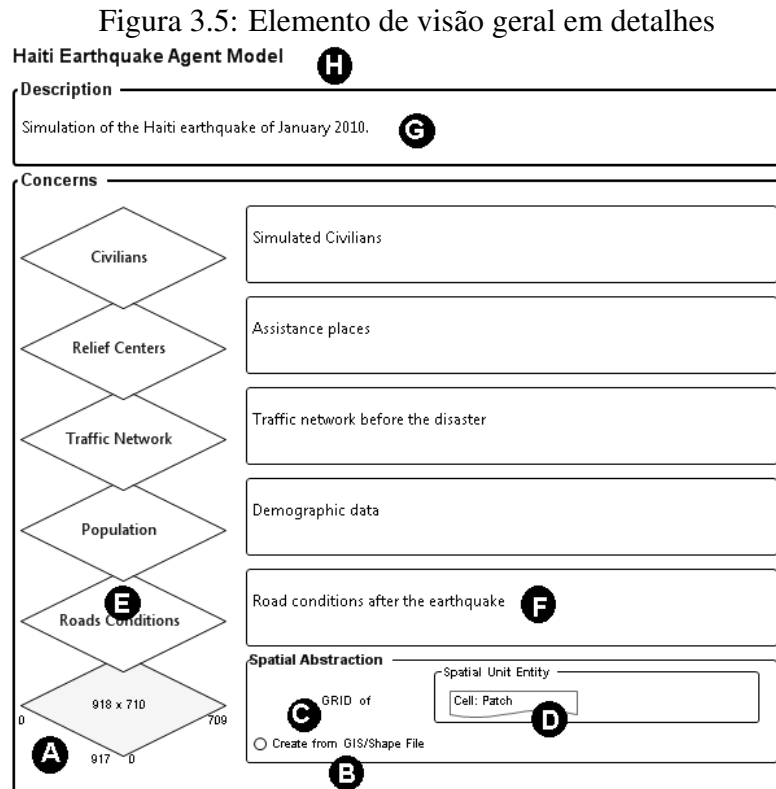 Figura 3.5: Elemento de visão geral em detalhes
Haiti Earthquake Agent Model
H
Description
Simulation of the Haiti earthquake of January 2010.
G
Concerns
Civilians
Simulated Civilians
Relief Centers
Assistance places
Traffic Network
Traffic network before the disaster
Population
Demographic data
E
Roads Conditions
Road conditions after the earthquake
F
Spatial Abstraction
Spatial Unit Entity
918 x 710
0
709
917
0
A
C
GRID of
Cell: Patch
D
Create from GIS/Shape File
B